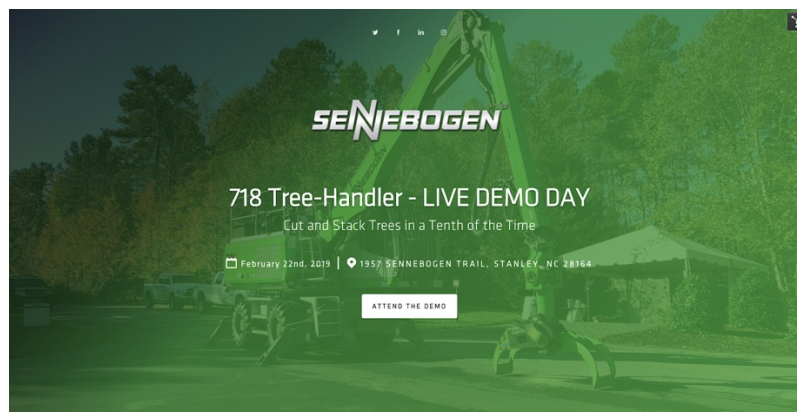 SENNEBOGEN
718 Tree-Handler - LIVE DEMO DAY
Cut and Stack Trees in a Tenth of the Time
February 22nd, 2019 | 1957 SENNEBOGEN TRAIL, STANLEY, NC 28164
ATTEND THE DEMO